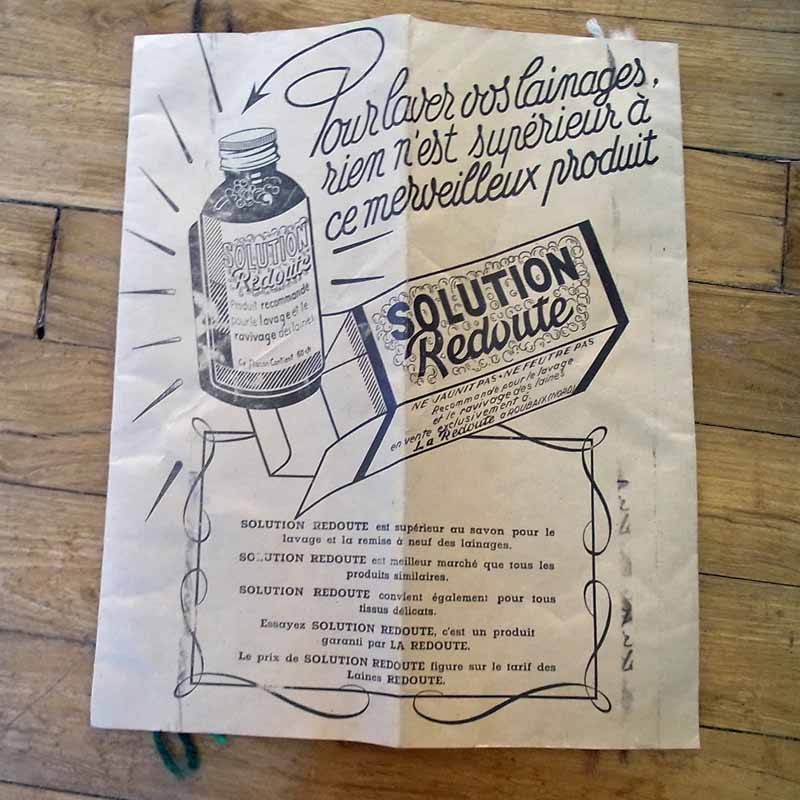 Pour laver vos lainages,
rien n'est supérieur à
ce merveilleux produit
SOLUTION
Redoute
Produit recommandé
pour le lavage et le
ravivage des laines
Ce Flacon Contient 60
SOLUTION
Redoute
NE JAUNIT PAS - NE FEUTRE PAS
Recommandé pour le lavage
et le ravivage des laines
en vente exclusivement à
La Redoute à ROUBAIX (NORD)
SOLUTION REDOUTE est supérieur au savon pour le
lavage et la remise à neuf des lainages.
SOLUTION REDOUTE est meilleur marché que tous les
produits similaires.
SOLUTION REDOUTE convient également pour tous
tissus délicats.
Essayez SOLUTION REDOUTE, c'est un produit
garanti par LA REDOUTE.
Le prix de SOLUTION REDOUTE figure sur le tarif des
Laines REDOUTE.